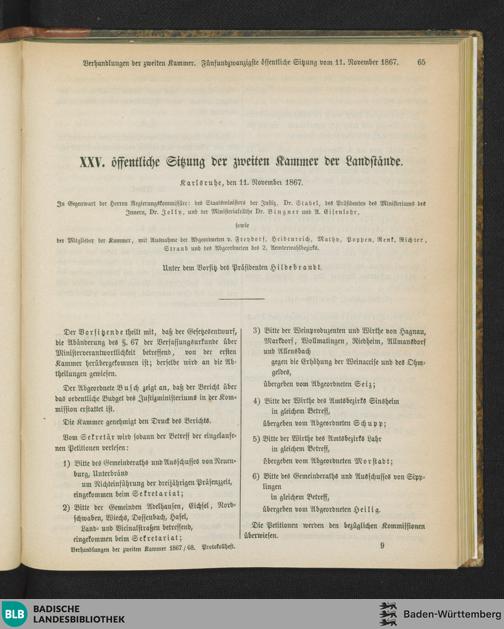 Verhandlungen der zweiten Kammer. Fünfundzwanzigste öffentliche Sitzung vom 11. November 1867. 65
XXV. öffentliche Sitzung der zweiten Kammer der Landstände.
Karlsruhe, den 11. November 1867.
In Gegenwart der Herren Regierungskommissäre: des Staatsministers der Justiz, Dr. Stabel, des Präsidenten des Ministeriums des
Innern, Dr. Jolly, und der Ministerialräthe Dr. Bingner und A. Eisenlohr,
sowie
der Mitglieder der Kammer, mit Ausnahme der Abgeordneten v. Freydorf, Heidenreich, Mathy, Poppen, Renk, Richter,
Straub und des Abgeordneten des 2. Aemterwahlbezirks.
Unter dem Vorsitz des Präsidenten Hildebrandt.
Der Vorsitzende theilt mit, daß der Gesetzesentwurf,
die Abänderung des §. 67 der Verfassungsurkunde über
Ministerverantwortlichkeit betreffend, von der ersten
Kammer herübergekommen ist; derselbe wird an die Ab-
theilungen gewiesen.
Der Abgeordnete Busch zeigt an, daß der Bericht über
das ordentliche Budget des Justizministeriums in der Kom-
mission erstattet ist.
Die Kammer genehmigt den Druck des Berichts.
Vom Sekretär wird sodann der Betreff der eingelaufe-
nen Petitionen verlesen:
1) Bitte des Gemeinderaths und Ausschusses von Neuen-
burg, Unterbränd
um Nichteinführung der dreijährigen Präsenzzeit,
eingekommen beim Sekretariat;
2) Bitte der Gemeinden Adelhausen, Eichsel, Nord-
schwaben, Wiechs, Dossenbach, Hasel,
Land- und Vicinalstraßen betreffend,
eingekommen beim Sekretariat;
Verhandlungen der zweiten Kammer 1867/68. Protokollheft.
3) Bitte der Weinproduzenten und Wirthe von Hagnau,
Markdorf, Wollmatingen, Riedheim, Allmansdorf
und Allensbach
gegen die Erhöhung der Weinaccise und des Ohm-
geldes,
übergeben vom Abgeordneten Seiz;
4) Bitte der Wirthe des Amtsbezirks Sinsheim
in gleichem Betreff,
übergeben vom Abgeordneten Schupp;
5) Bitte der Wirthe des Amtsbezirks Lahr
in gleichem Betreff,
übergeben vom Abgeordneten Morstadt;
6) Bitte des Gemeinderaths und Ausschusses von Sipp-
lingen
in gleichem Betreff,
übergeben vom Abgeordneten Heilig.
Die Petitionen werden den bezüglichen Kommissionen
überwiesen.
9
BLB BADISCHE
LANDESBIBLIOTHEK
Baden-Württemberg